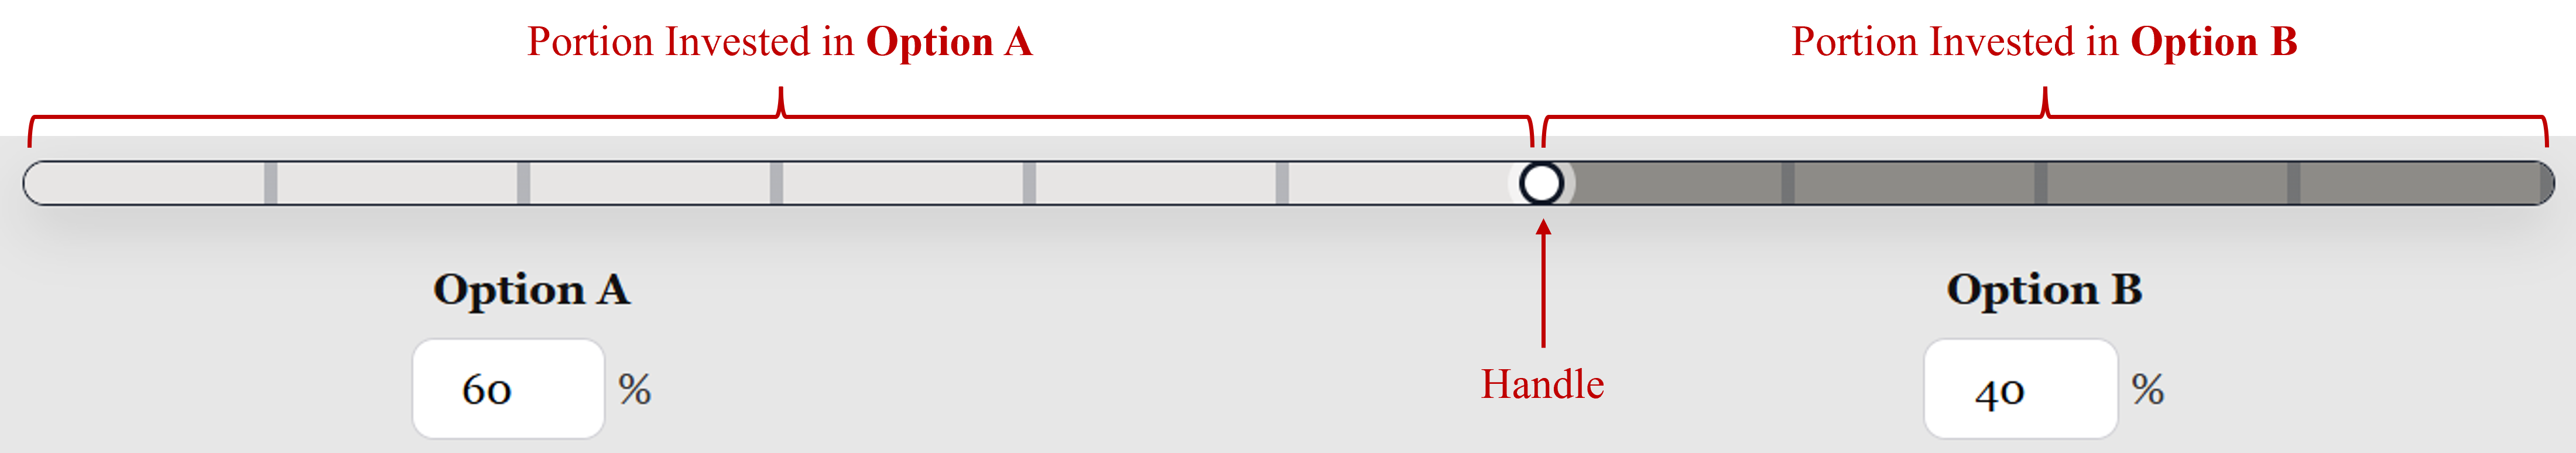 Portion Invested in Option A
Portion Invested in Option B
Option A
Option B
60 %
Handle
40 %